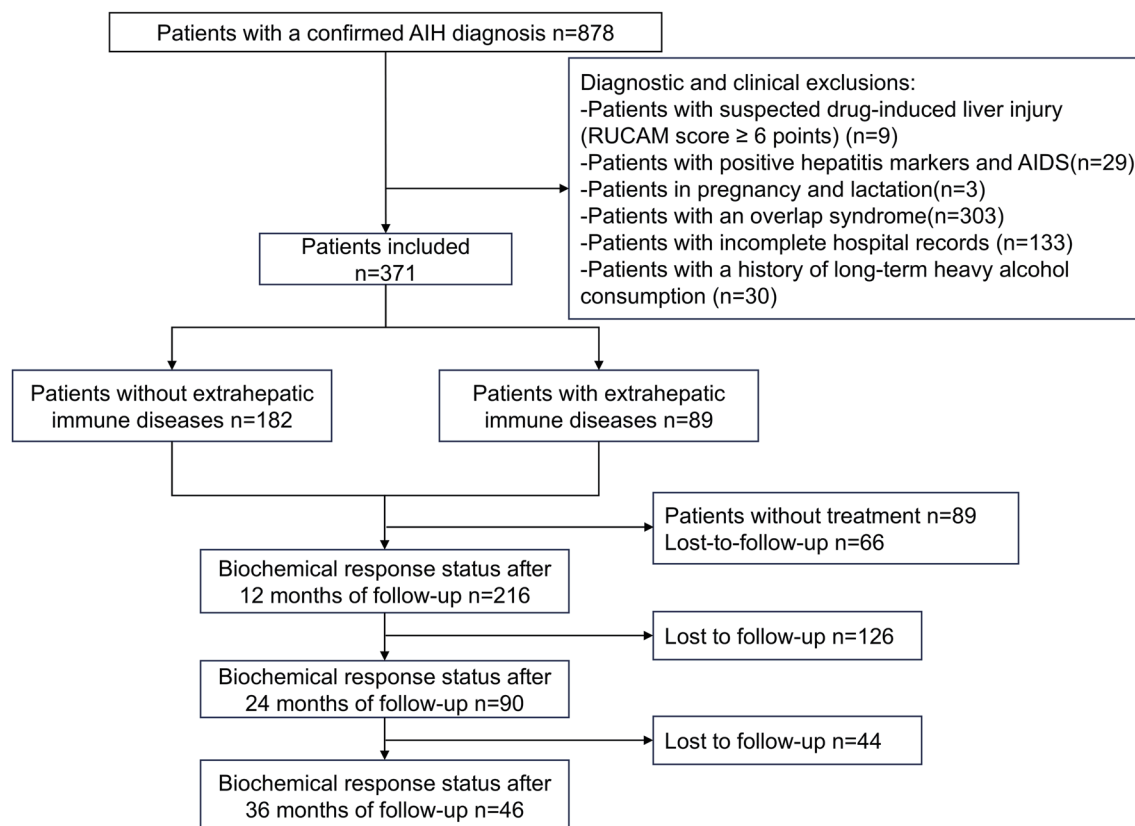 Patients with a confirmed AIH diagnosis n=878
Diagnostic and clinical exclusions:
-Patients with suspected drug-induced liver injury
(RUCAM score ≥ 6 points) (n=9)
-Patients with positive hepatitis markers and AIDS(n=29)
-Patients in pregnancy and lactation(n=3)
-Patients with an overlap syndrome(n=303)
-Patients with incomplete hospital records (n=133)
-Patients with a history of long-term heavy alcohol
consumption (n=30)
Patients included
n=371
Patients without extrahepatic
immune diseases n=182
Patients with extrahepatic
immune diseases n=89
Patients without treatment n=89
Lost-to-follow-up n=66
Biochemical response status after
12 months of follow-up n=216
Lost to follow-up n=126
Biochemical response status after
24 months of follow-up n=90
Lost to follow-up n=44
Biochemical response status after
36 months of follow-up n=46